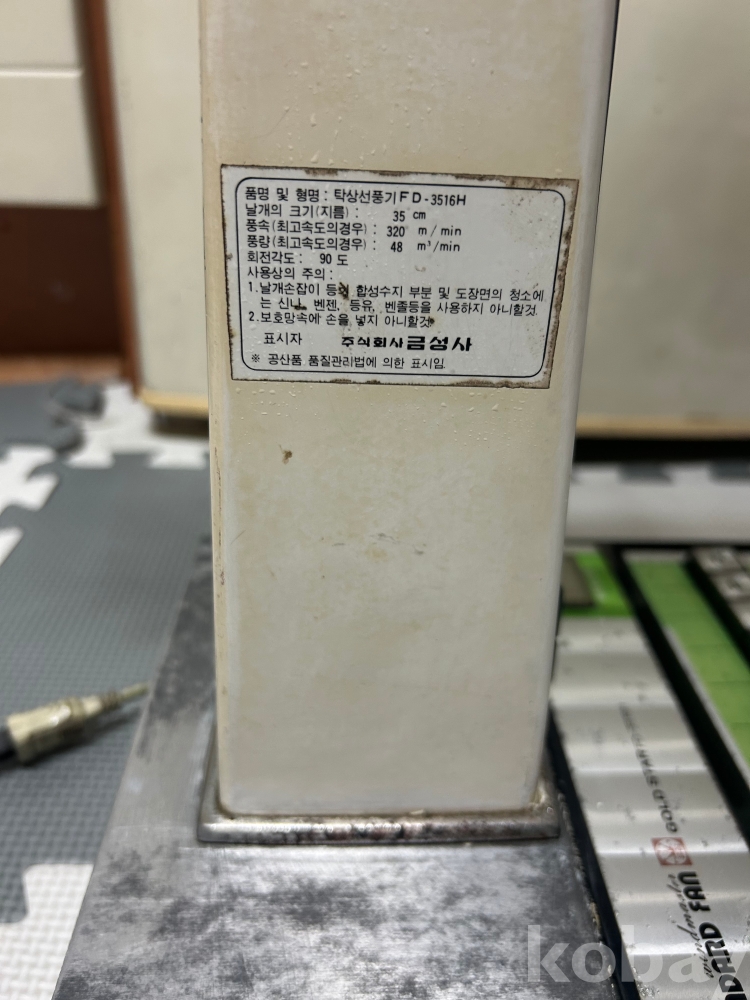 품명 및 형명 : 탁상선풍기 FD-3516H
날개의 크기(지름) : 35 cm
풍속(최고속도의경우) : 320 m/min
풍량(최고속도의경우) : 48 m³/min
회전각도 : 90 도
사용상의 주의 :
1. 날개손잡이 등의 합성수지 부분 및 도장면의 청소에
는 신나, 벤젠, 등유, 벤졸등을 사용하지 아니할것.
2. 보호망속에 손을 넣지 아니할것.
표시자 주식회사 금성사
※ 공산품 품질관리법에 의한 표시임.
GOLD STAR
FAN
kobay